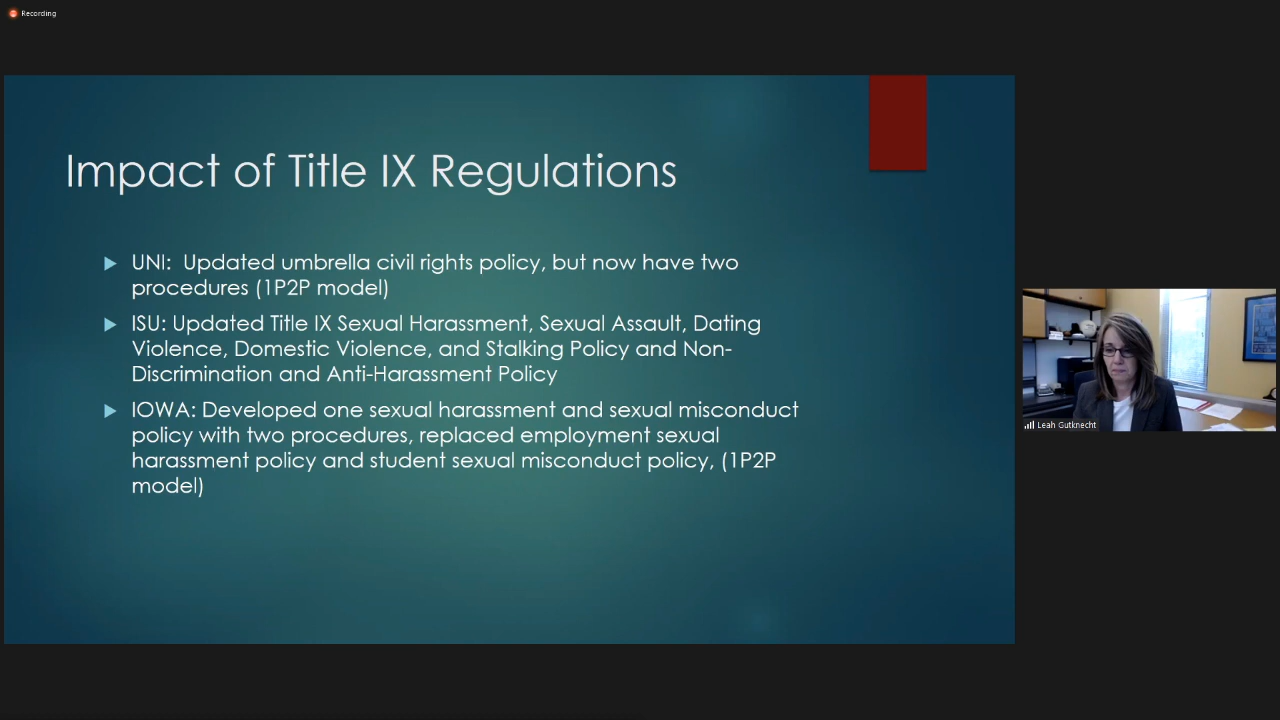 Recording
Impact of Title IX Regulations
UNI: Updated umbrella civil rights policy, but now have two
procedures (1P2P model)
ISU: Updated Title IX Sexual Harassment, Sexual Assault, Dating
Violence, Domestic Violence, and Stalking Policy and Non-
Discrimination and Anti-Harassment Policy
IOWA: Developed one sexual harassment and sexual misconduct
policy with two procedures, replaced employment sexual
harassment policy and student sexual misconduct policy, (1P2P
model)
Leah Gutknecht